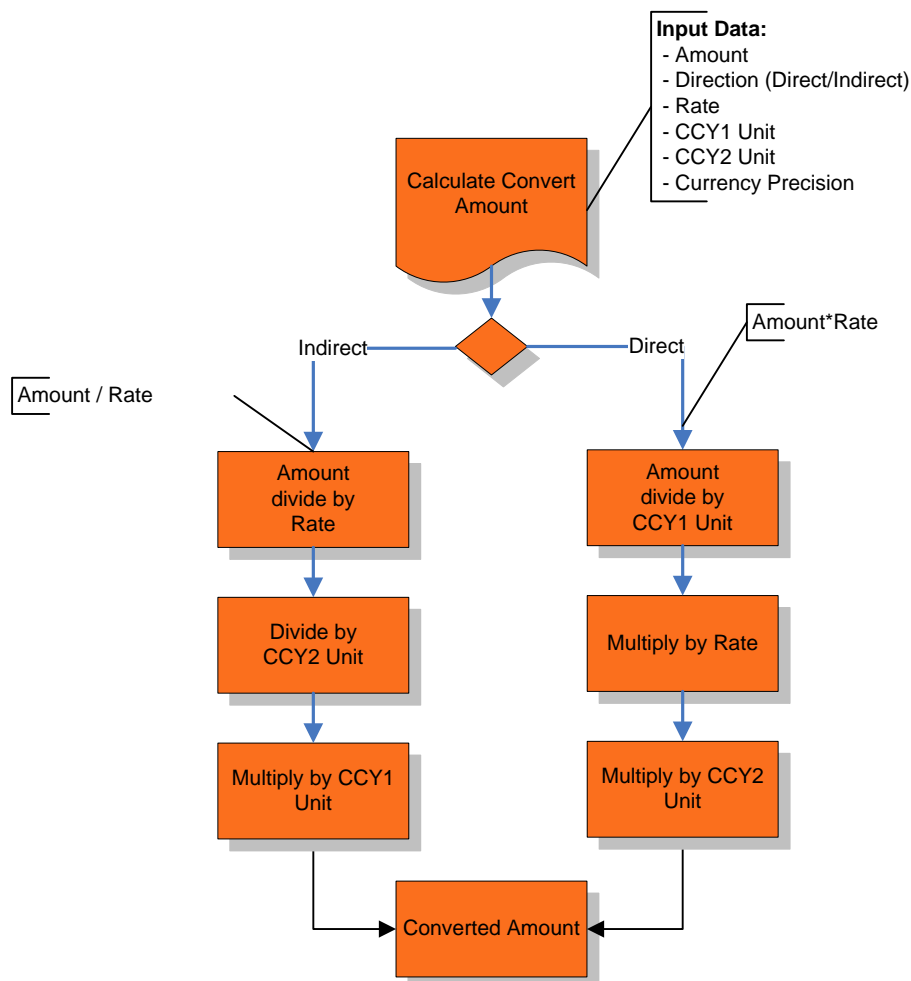 Input Data:
- Amount
- Direction (Direct/Indirect)
- Rate
- CCY1 Unit
- CCY2 Unit
- Currency Precision
Calculate Convert
Amount
Indirect
Direct
Amount*Rate
Amount / Rate
Amount
divide by
Rate
Amount
divide by
CCY1 Unit
Divide by
CCY2 Unit
Multiply by Rate
Multiply by CCY1
Unit
Multiply by CCY2
Unit
Converted Amount